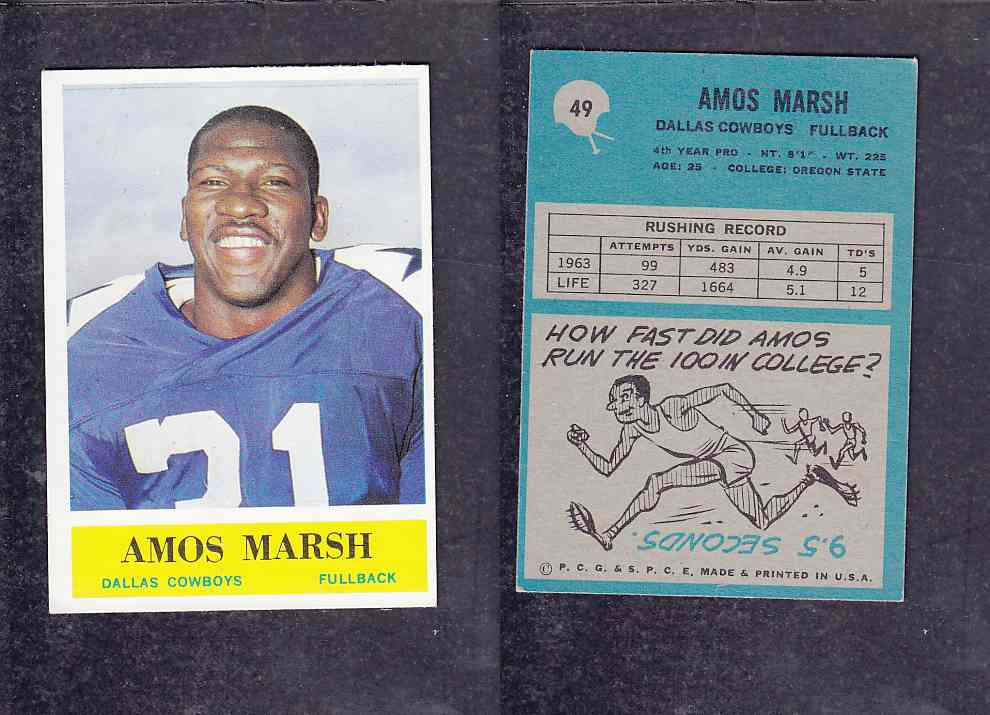 31
AMOS MARSH
DALLAS COWBOYS FULLBACK
49
AMOS MARSH
DALLAS COWBOYS FULLBACK
4th YEAR PRO - HT. 6'1" - WT. 225
AGE: 25 - COLLEGE: OREGON STATE
RUSHING RECORD
ATTEMPTS YDS. GAIN AV. GAIN TD'S
1963 99 483 4.9 5
LIFE 327 1664 5.1 12
HOW FAST DID AMOS
RUN THE 100 IN COLLEGE?
9.5 SECONDS.
© P. C. G. & S. P. C. E. MADE & PRINTED IN U.S.A.